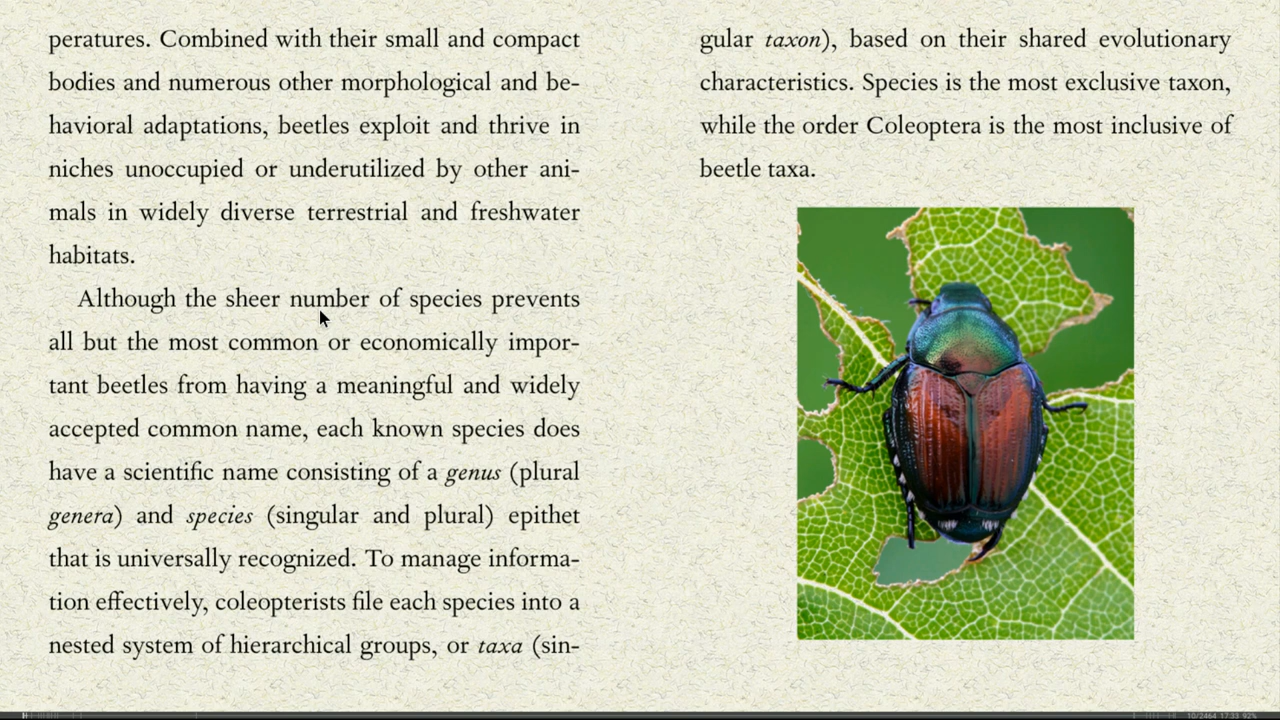 peratures. Combined with their small and compact
bodies and numerous other morphological and be-
havioral adaptations, beetles exploit and thrive in
niches unoccupied or underutilized by other ani-
mals in widely diverse terrestrial and freshwater
habitats.
Although the sheer number of species prevents
all but the most common or economically impor-
tant beetles from having a meaningful and widely
accepted common name, each known species does
have a scientific name consisting of a genus (plural
genera) and species (singular and plural) epithet
that is universally recognized. To manage informa-
tion effectively, coleopterists file each species into a
nested system of hierarchical groups, or taxa (sin-
gular taxon), based on their shared evolutionary
characteristics. Species is the most exclusive taxon,
while the order Coleoptera is the most inclusive of
beetle taxa.
10/2464 17:33 92%